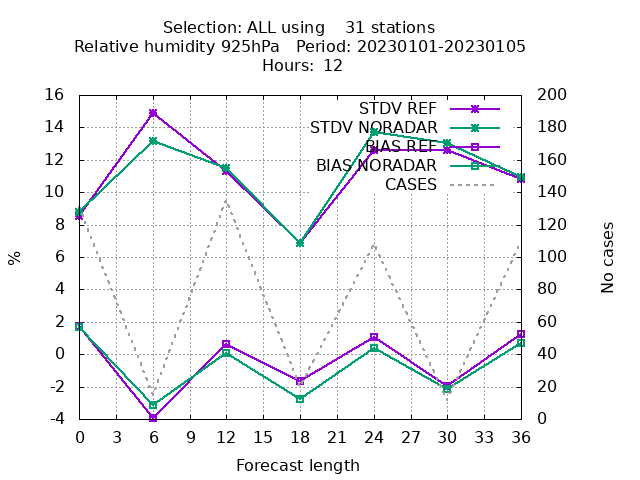 Selection: ALL using    31 stations
Relative humidity 925hPa   Period: 20230101-20230105
Hours: 12
STDV REF
STDV NORADAR
BIAS REF
BIAS NORADAR
CASES
16
14
12
10
8
6
4
2
0
-2
-4
%
200
180
160
140
120
100
80
60
40
20
0
No cases
0 3 6 9 12 15 18 21 24 27 30 33 36
Forecast length